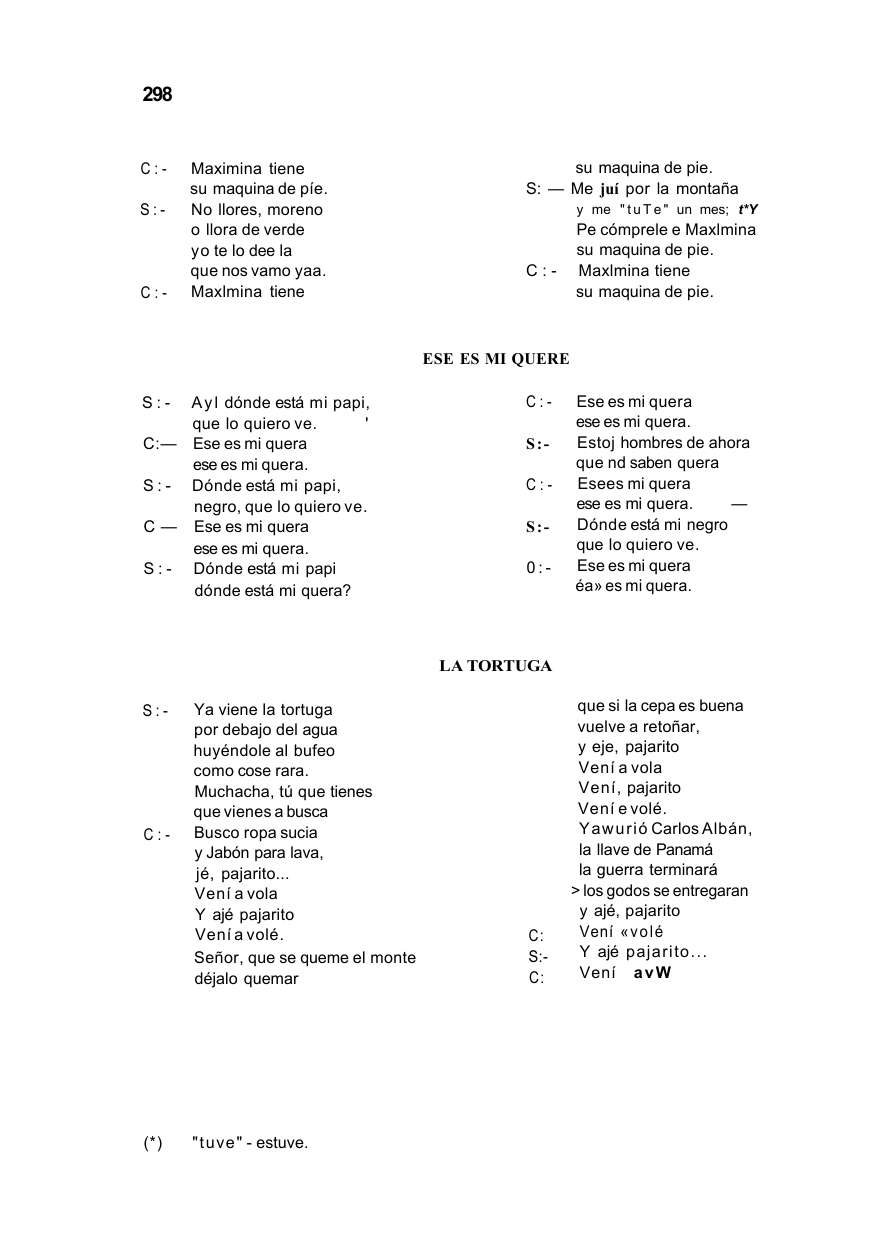 298
C : - Maximina tiene
su maquina de píe.
S : - No llores, moreno
o llora de verde
yo te lo dee la
que nos vamo yaa.
C : - Maxlmina tiene
su maquina de pie.
S: — Me juí por la montaña
y me "tuTe" un mes; t*Y
Pe cómprele e Maxlmina
su maquina de pie.
C : - Maxlmina tiene
su maquina de pie.
ESE ES MI QUERE
S : - Ayl dónde está mi papi,
que lo quiero ve. '
C:— Ese es mi quera
ese es mi quera.
S : - Dónde está mi papi,
negro, que lo quiero ve.
C — Ese es mi quera
ese es mi quera.
S : - Dónde está mi papi
dónde está mi quera?
C : - Ese es mi quera
ese es mi quera.
S:- Estoj hombres de ahora
que nd saben quera
C : - Esees mi quera
ese es mi quera. —
S:- Dónde está mi negro
que lo quiero ve.
0 : - Ese es mi quera
éa» es mi quera.
LA TORTUGA
S : - Ya viene la tortuga
por debajo del agua
huyéndole al bufeo
como cose rara.
Muchacha, tú que tienes
que vienes a busca
C : - Busco ropa sucia
y Jabón para lava,
jé, pajarito...
Vení a vola
Y ajé pajarito
Vení a volé.
Señor, que se queme el monte
déjalo quemar
que si la cepa es buena
vuelve a retoñar,
y eje, pajarito
Vení a vola
Vení, pajarito
Vení e volé.
Yawurió Carlos Albán,
la llave de Panamá
la guerra terminará
> los godos se entregaran
y ajé, pajarito
C: Vení «volé
S:- Y ajé pajarito...
C: Vení avW
(*) "tuve" - estuve.